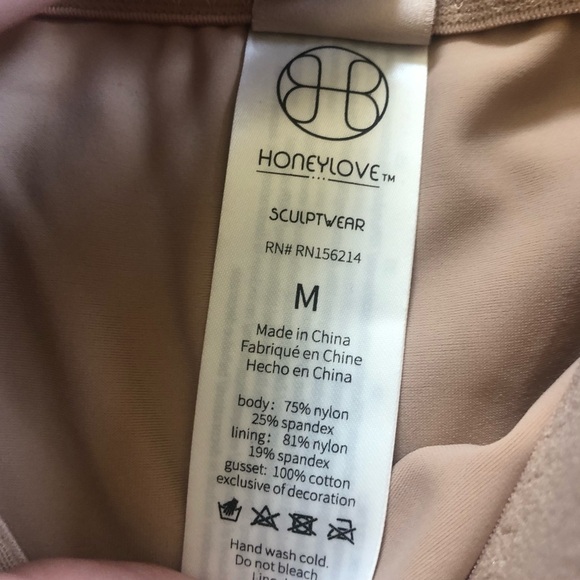 HONEYLOVE™
SCULPTWEAR
RN# RN156214
M
Made in China
Fabriqué en Chine
Hecho en China
body: 75% nylon
25% spandex
lining: 81% nylon
19% spandex
gusset: 100% cotton
exclusive of decoration
Hand wash cold.
Do not bleach